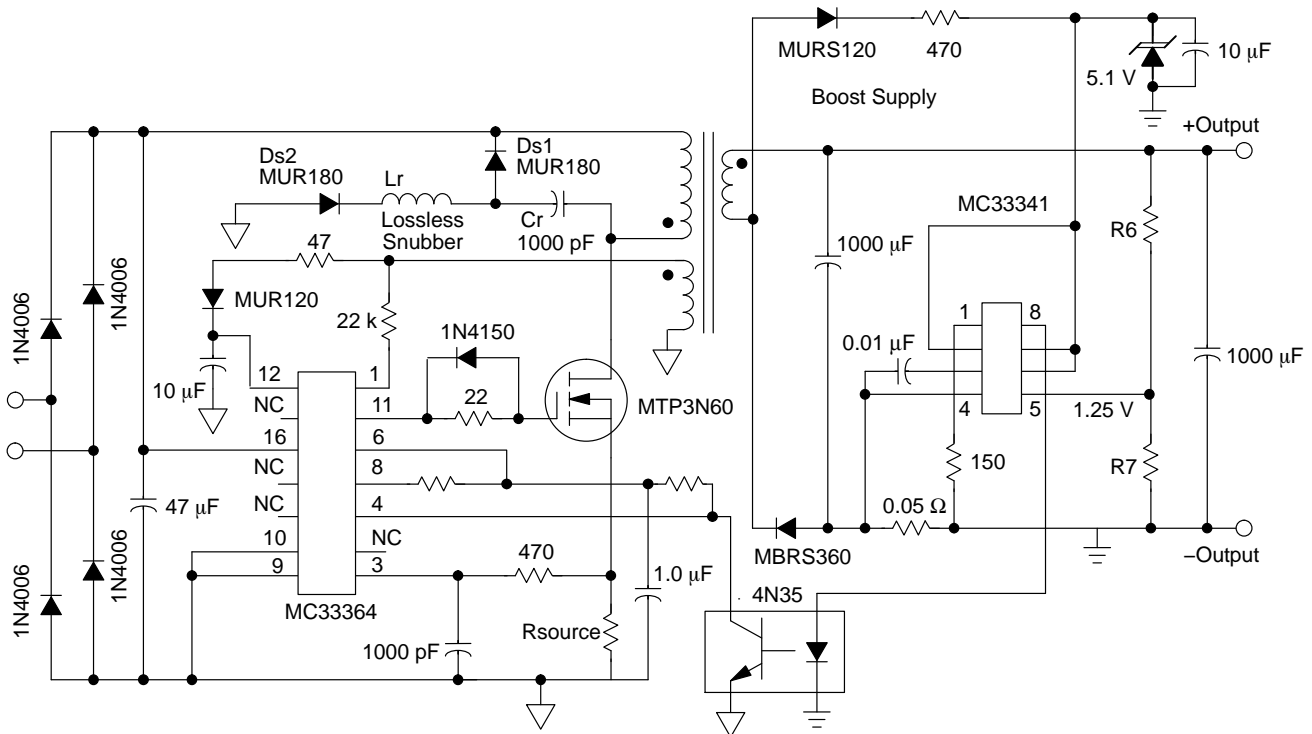 MURS120
470
5.1 V
10 μF
Boost Supply
+Output
Ds2
MUR180
Lr
Lossless
Snubber
Ds1
MUR180
Cr
1000 pF
47
MUR120
22 k
10 μF
1N4150
22
MTP3N60
1N4006
1N4006
1N4006
1N4006
47 μF
12
NC
16
NC
NC
10
9
1
11
6
8
4
NC
3
MC33364
470
1000 pF
Rsource
1.0 μF
4N35
MC33341
1000 μF
0.01 μF
1
4
8
5
1.25 V
150
0.05 Ω
MBRS360
R6
R7
1000 μF
–Output